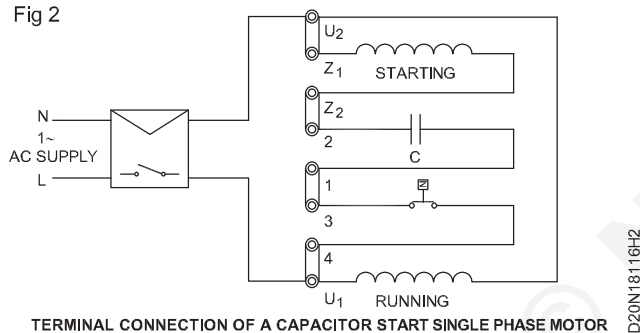 Fig 2
U2
Z1
STARTING
Z2
N
1~
AC SUPPLY
L
2
C
1
N
3
4
U1
RUNNING
TERMINAL CONNECTION OF A CAPACITOR START SINGLE PHASE MOTOR